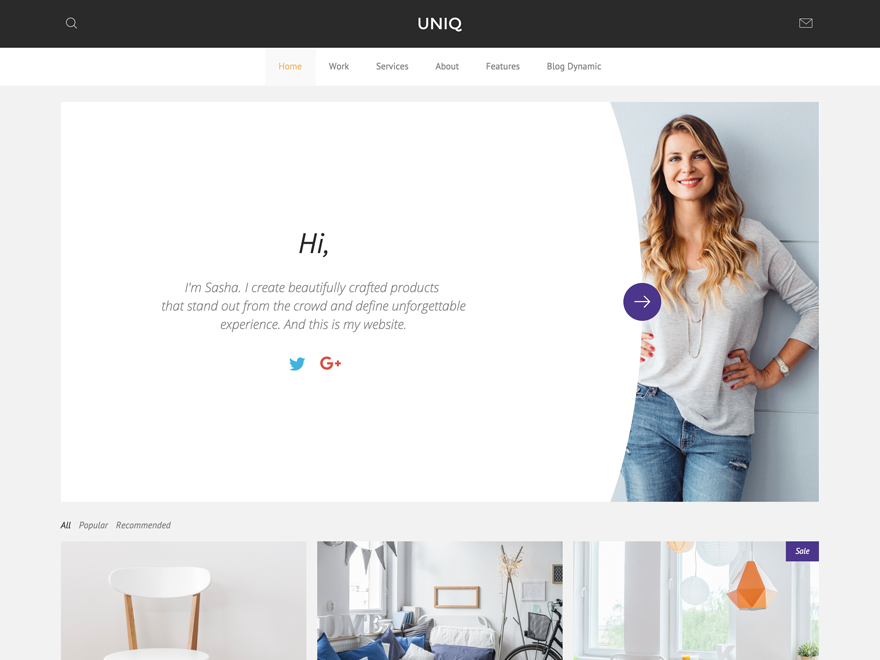 UNIQ
Home Work Services About Features Blog Dynamic
Hi,
I'm Sasha. I create beautifully crafted products
that stand out from the crowd and define unforgettable
experience. And this is my website.
G+
All Popular Recommended
Sale